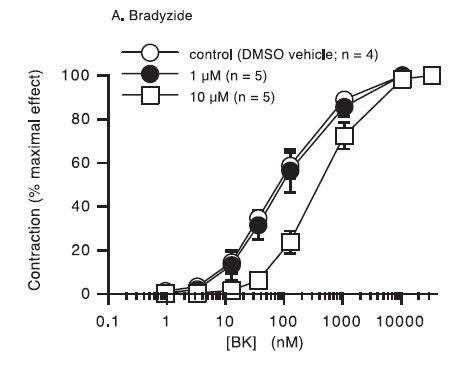 A. Bradyzide
control (DMSO vehicle; n = 4)
1 μM (n = 5)
10 μM (n = 5)
Contraction (% maximal effect)
100
80
60
40
20
0
0.1 1 10 100 1000 10000
[BK] (nM)